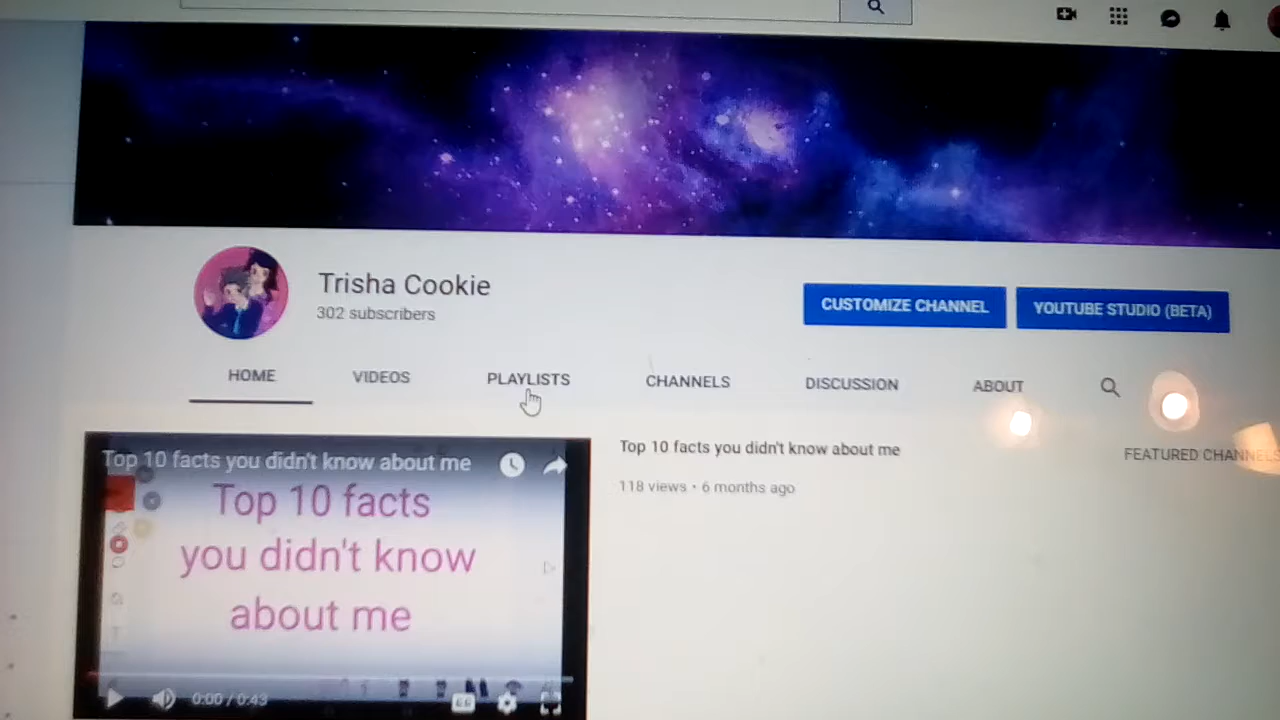 Trisha Cookie
302 subscribers
CUSTOMIZE CHANNEL
YOUTUBE STUDIO (BETA)
HOME
VIDEOS
PLAYLISTS
CHANNELS
DISCUSSION
ABOUT
Top 10 facts you didn't know about me
Top 10 facts
you didn't know
about me
0:00 / 0:43
Top 10 facts you didn't know about me
118 views • 6 months ago
FEATURED CHANNELS